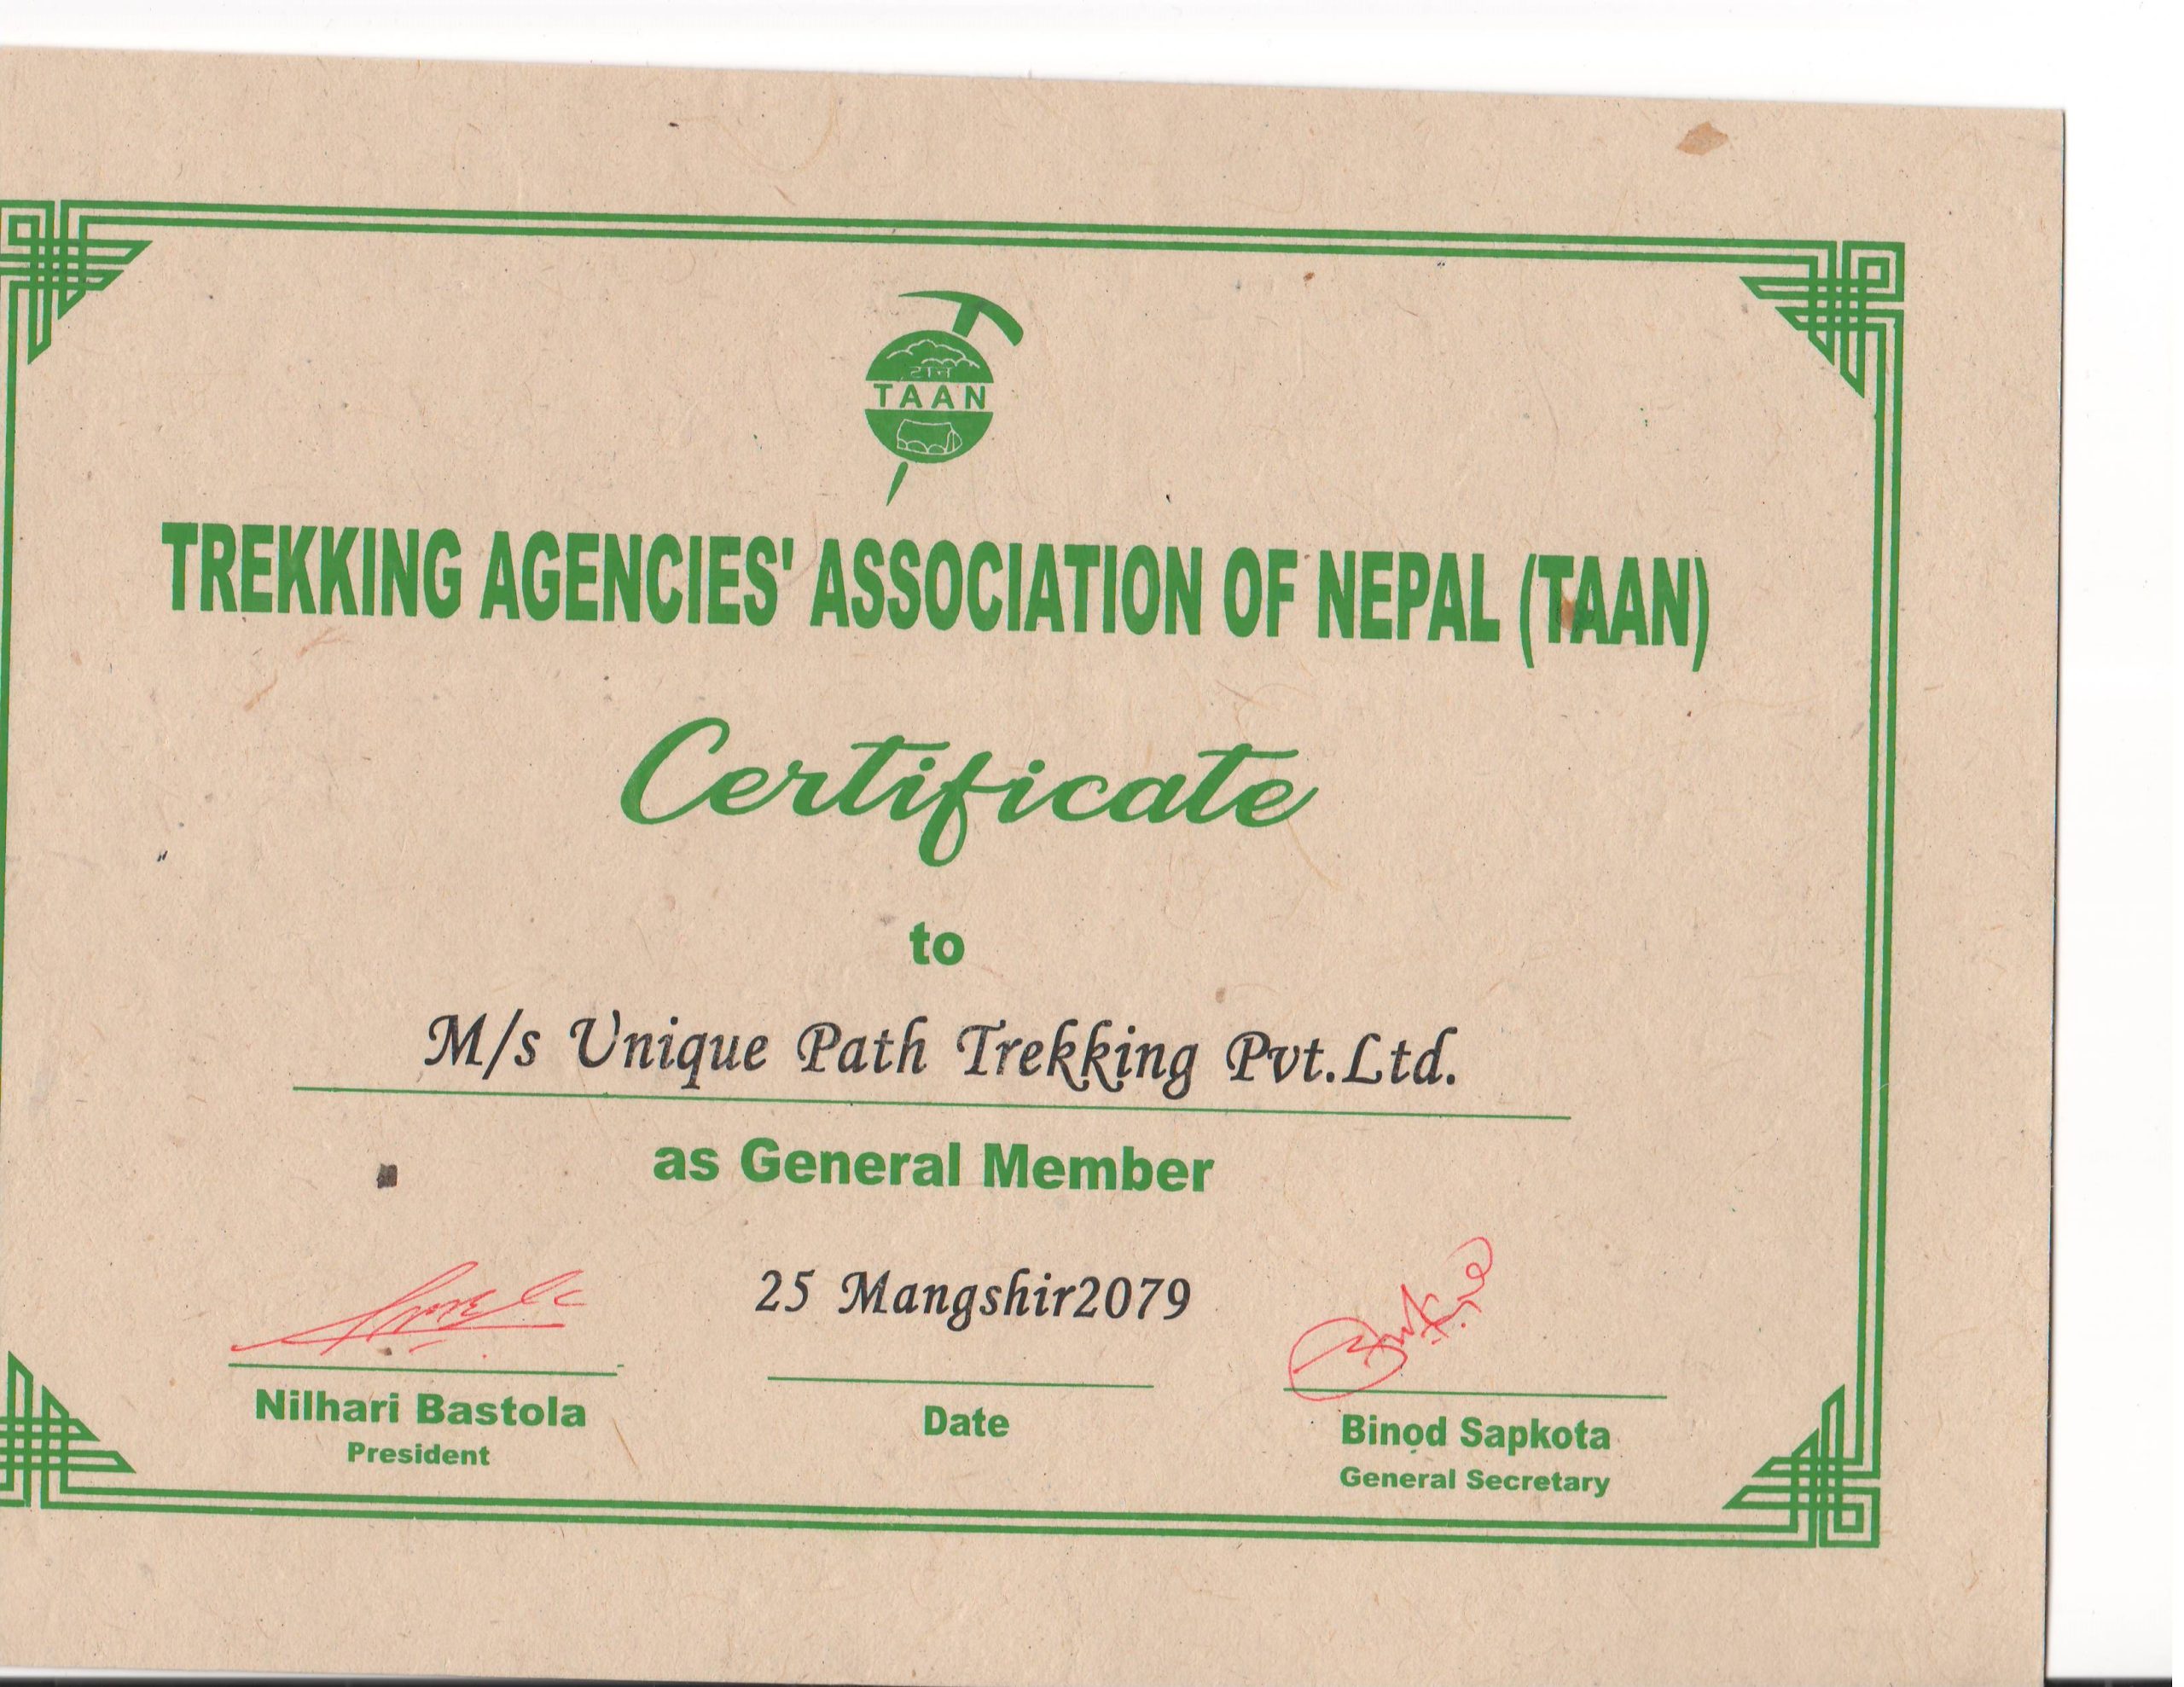 टान
TAAN
TREKKING AGENCIES' ASSOCIATION OF NEPAL (TAAN)
Certificate
to
M/s Unique Path Trekking Pvt.Ltd.
as General Member
25 Mangshir2079
Nilhari Bastola
President
Date
Binod Sapkota
General Secretary